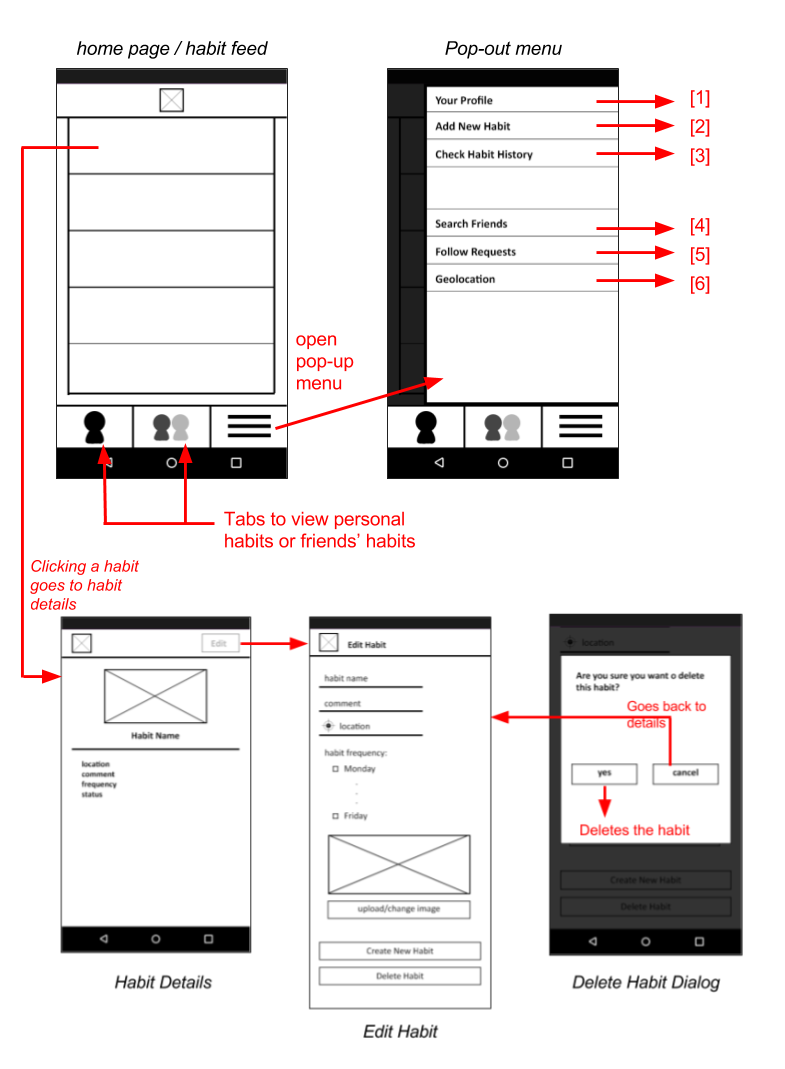 home page / habit feed
Pop-out menu
Your Profile
[1]
Add New Habit
[2]
Check Habit History
[3]
Search Friends
[4]
Follow Requests
[5]
Geolocation
[6]
open
pop-up
menu
Tabs to view personal
habits or friends’ habits
Clicking a habit
goes to habit
details
Edit
Habit Name
location
comment
frequency
status
Habit Details
Edit Habit
habit name
comment
location
habit frequency:
Monday
.
.
.
Friday
upload/change image
Create New Habit
Delete Habit
Edit Habit
location
Are you sure you want o delete
this habit?
Goes back to
details
yes
cancel
Deletes the habit
Create New Habit
Delete Habit
Delete Habit Dialog